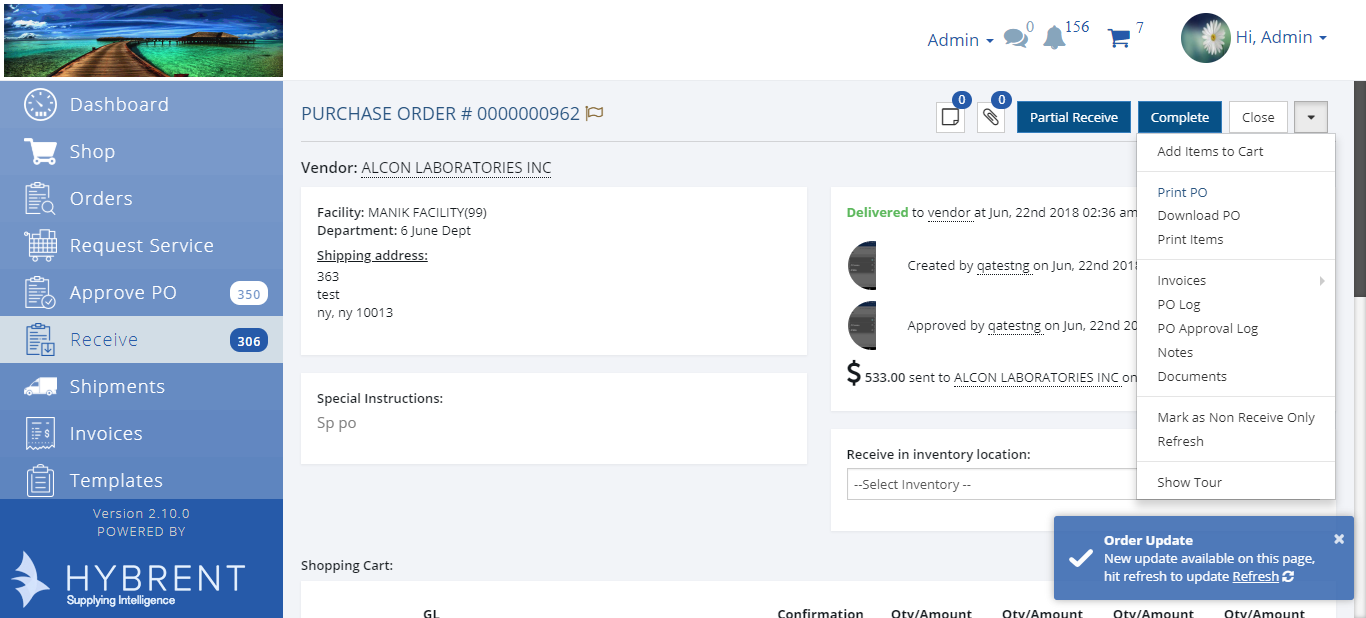 Admin
0
156
7
Hi, Admin
Dashboard
Shop
Orders
Request Service
Approve PO 350
Receive 306
Shipments
Invoices
Templates
Version 2.10.0
POWERED BY
HYBRENT
Supplying Intelligence
PURCHASE ORDER # 0000000962
0
0
Partial Receive
Complete
Close
Vendor: ALCON LABORATORIES INC
Facility: MANIK FACILITY(99)
Department: 6 June Dept
Shipping address:
363
test
ny, ny 10013
Special Instructions:
Sp po
Delivered to vendor at Jun, 22nd 2018 02:36 am
Created by qatestng on Jun, 22nd 2018
Approved by qatestng on Jun, 22nd 20
$ 533.00 sent to ALCON LABORATORIES INC on
Receive in inventory location:
--Select Inventory --
Add Items to Cart
Print PO
Download PO
Print Items
Invoices
PO Log
PO Approval Log
Notes
Documents
Mark as Non Receive Only
Refresh
Show Tour
Order Update
New update available on this page,
hit refresh to update Refresh
Shopping Cart:
GL Confirmation Qty/Amount Qty/Amount Qty/Amount Qty/Amount